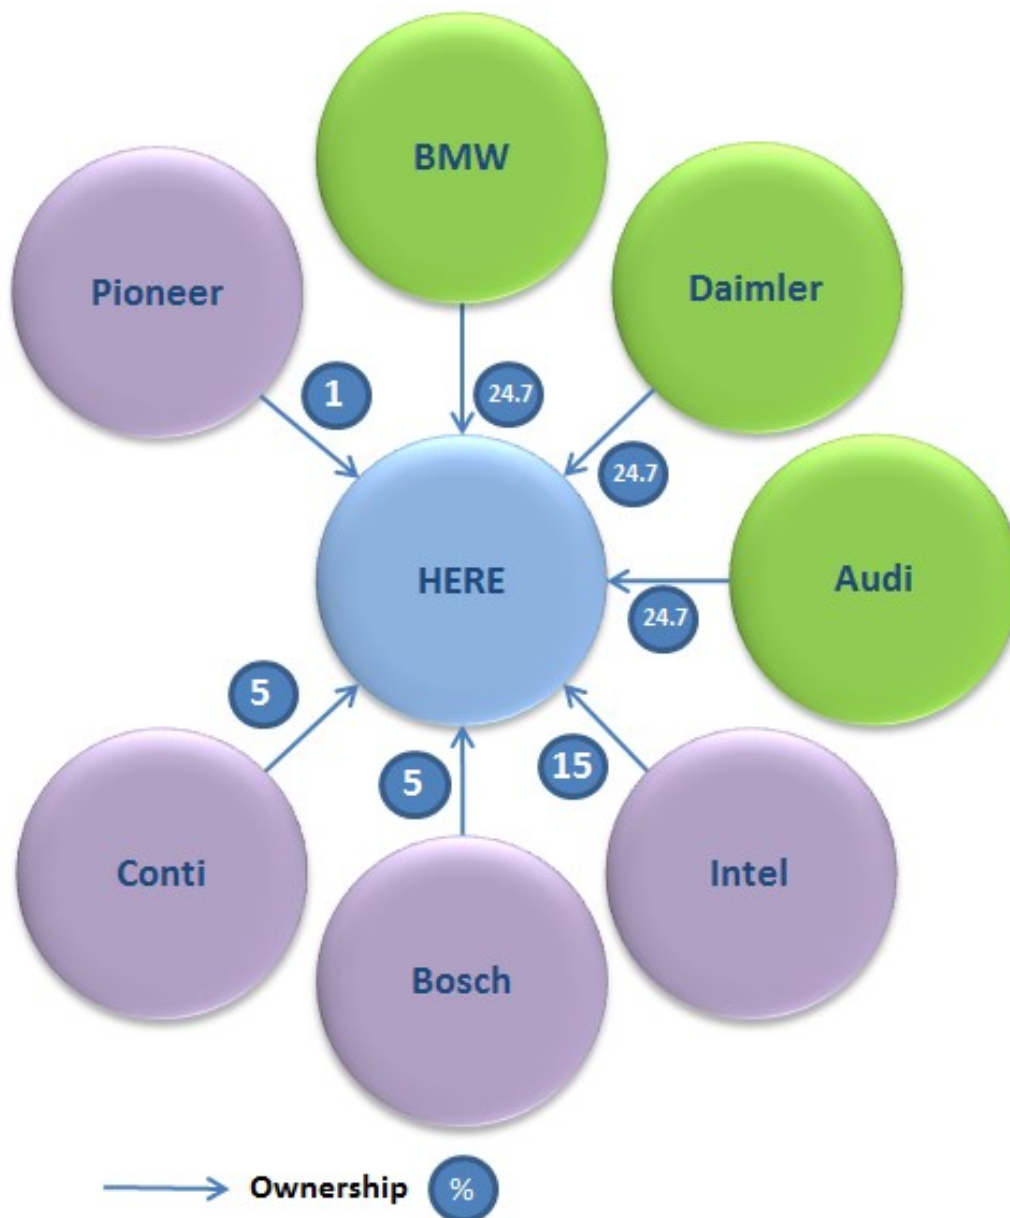 BMW
Pioneer
Daimler
1
24.7
24.7
HERE
Audi
24.7
5
5
15
Conti
Intel
Bosch
Ownership %